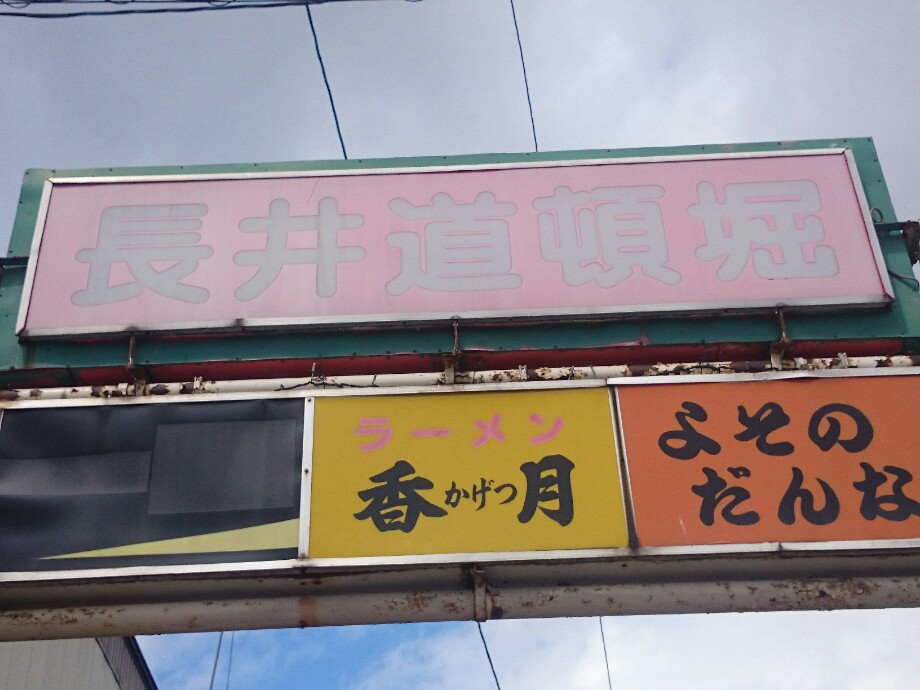 長井道頓堀
ラーメン
香かげつ月
よその
だんな